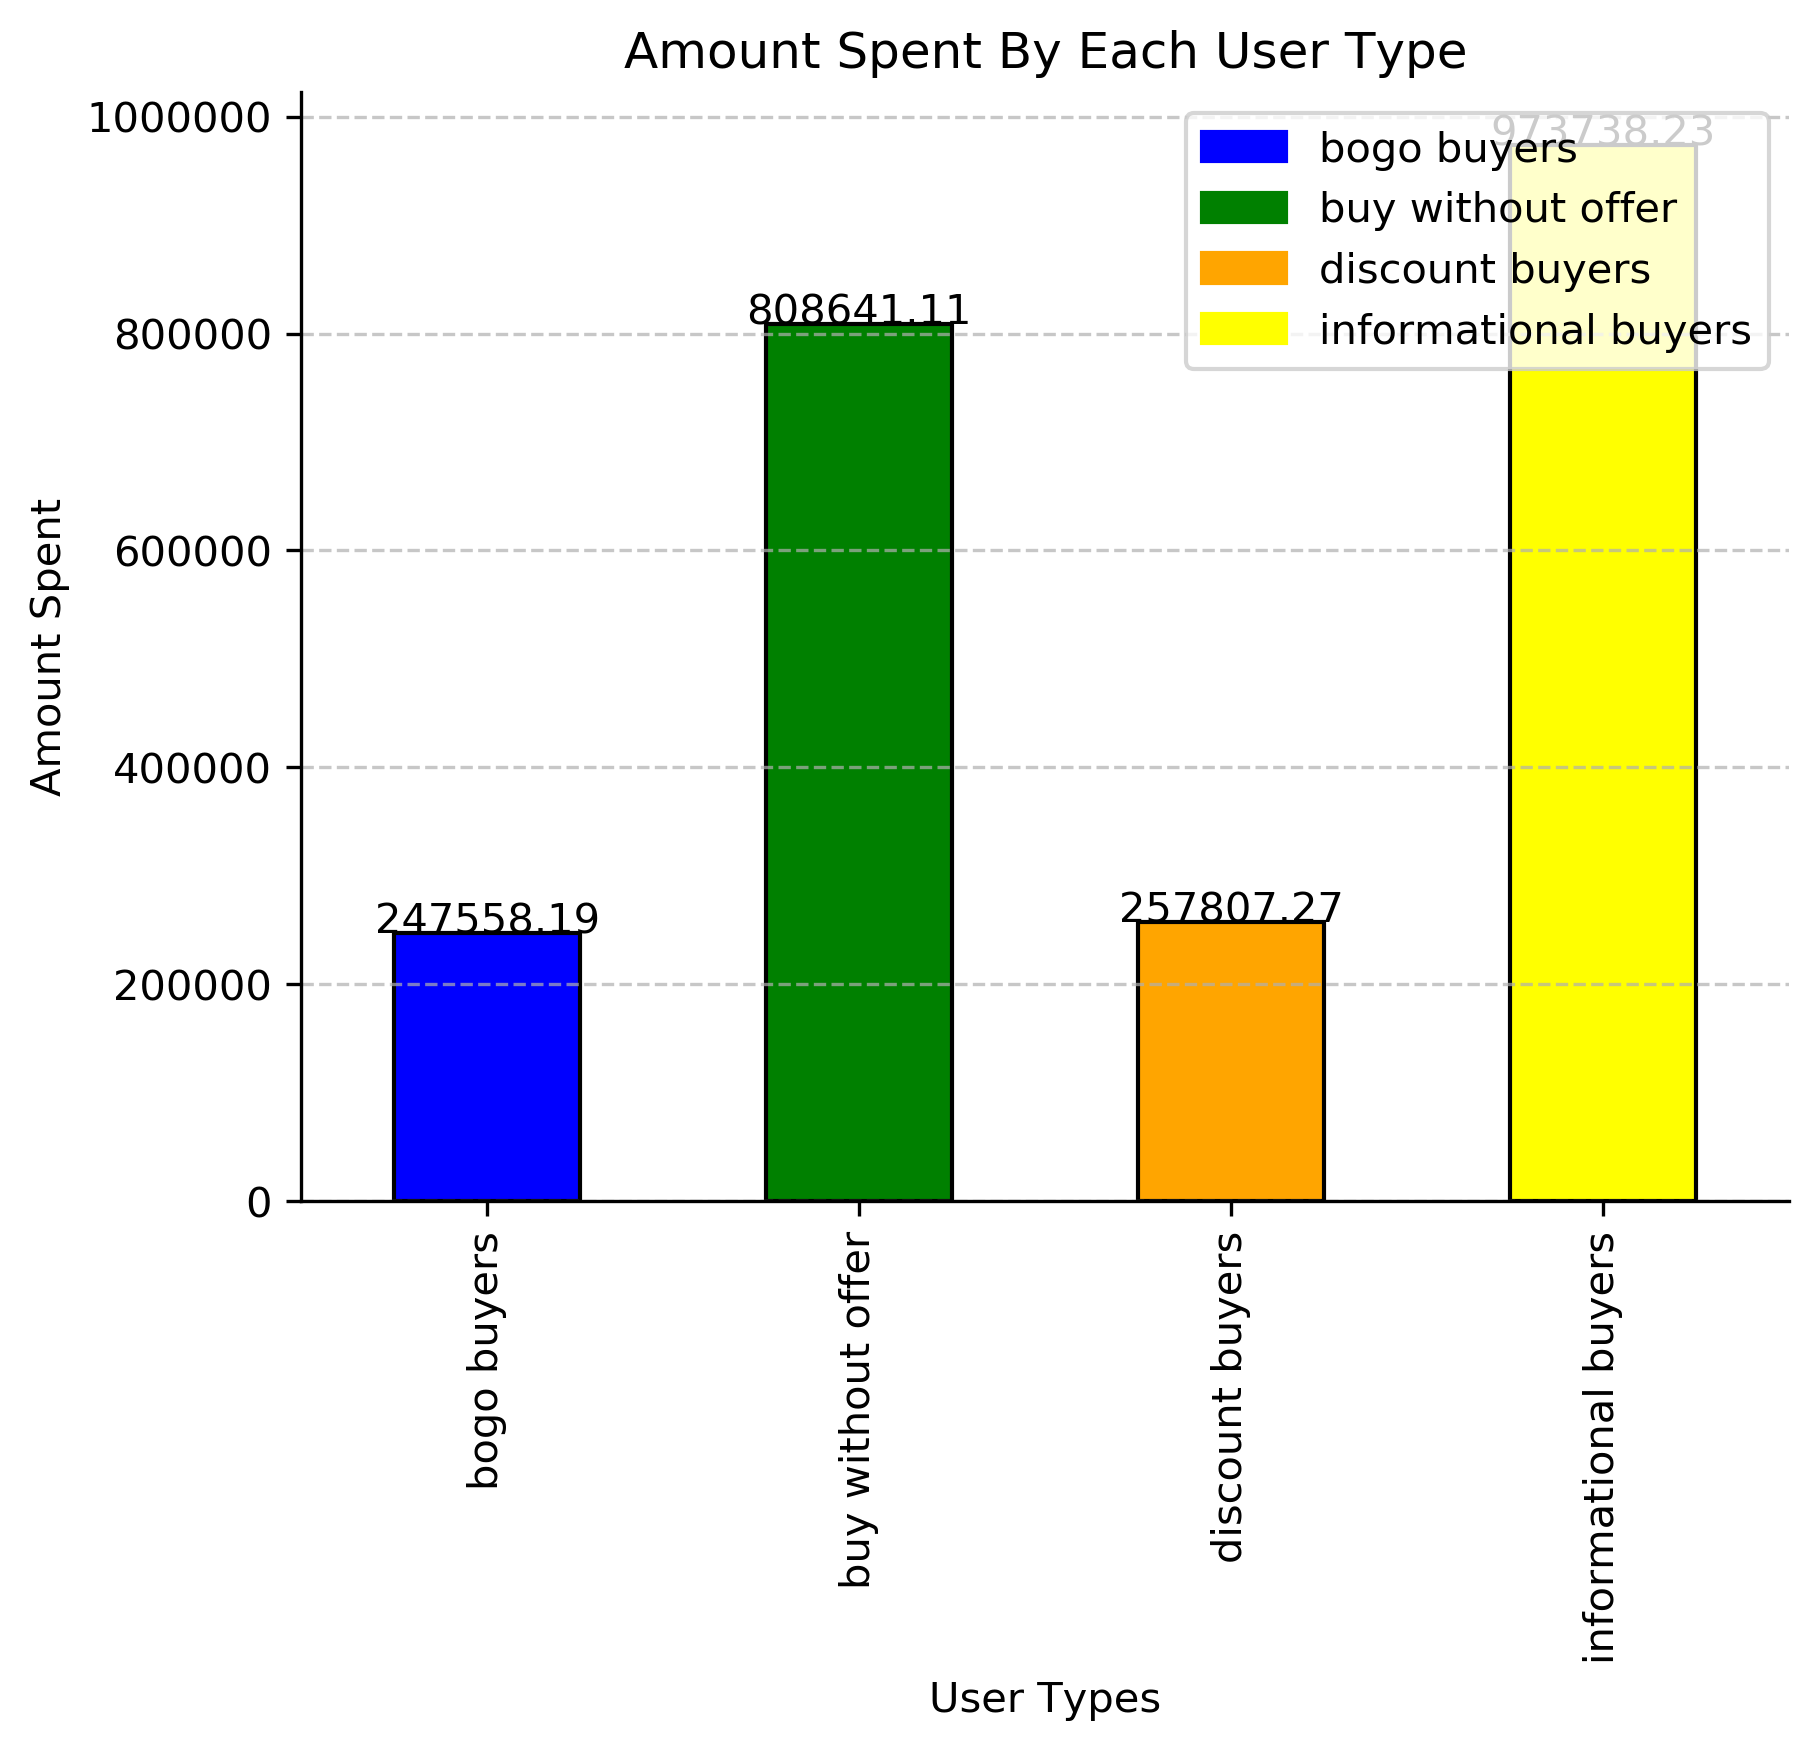 Amount Spent By Each User Type
1000000
800000
600000
400000
200000
0
Amount Spent
973738.23
bogo buyers
buy without offer
discount buyers
informational buyers
808641.11
247558.19
257807.27
bogo buyers
buy without offer
discount buyers
informational buyers
User Types